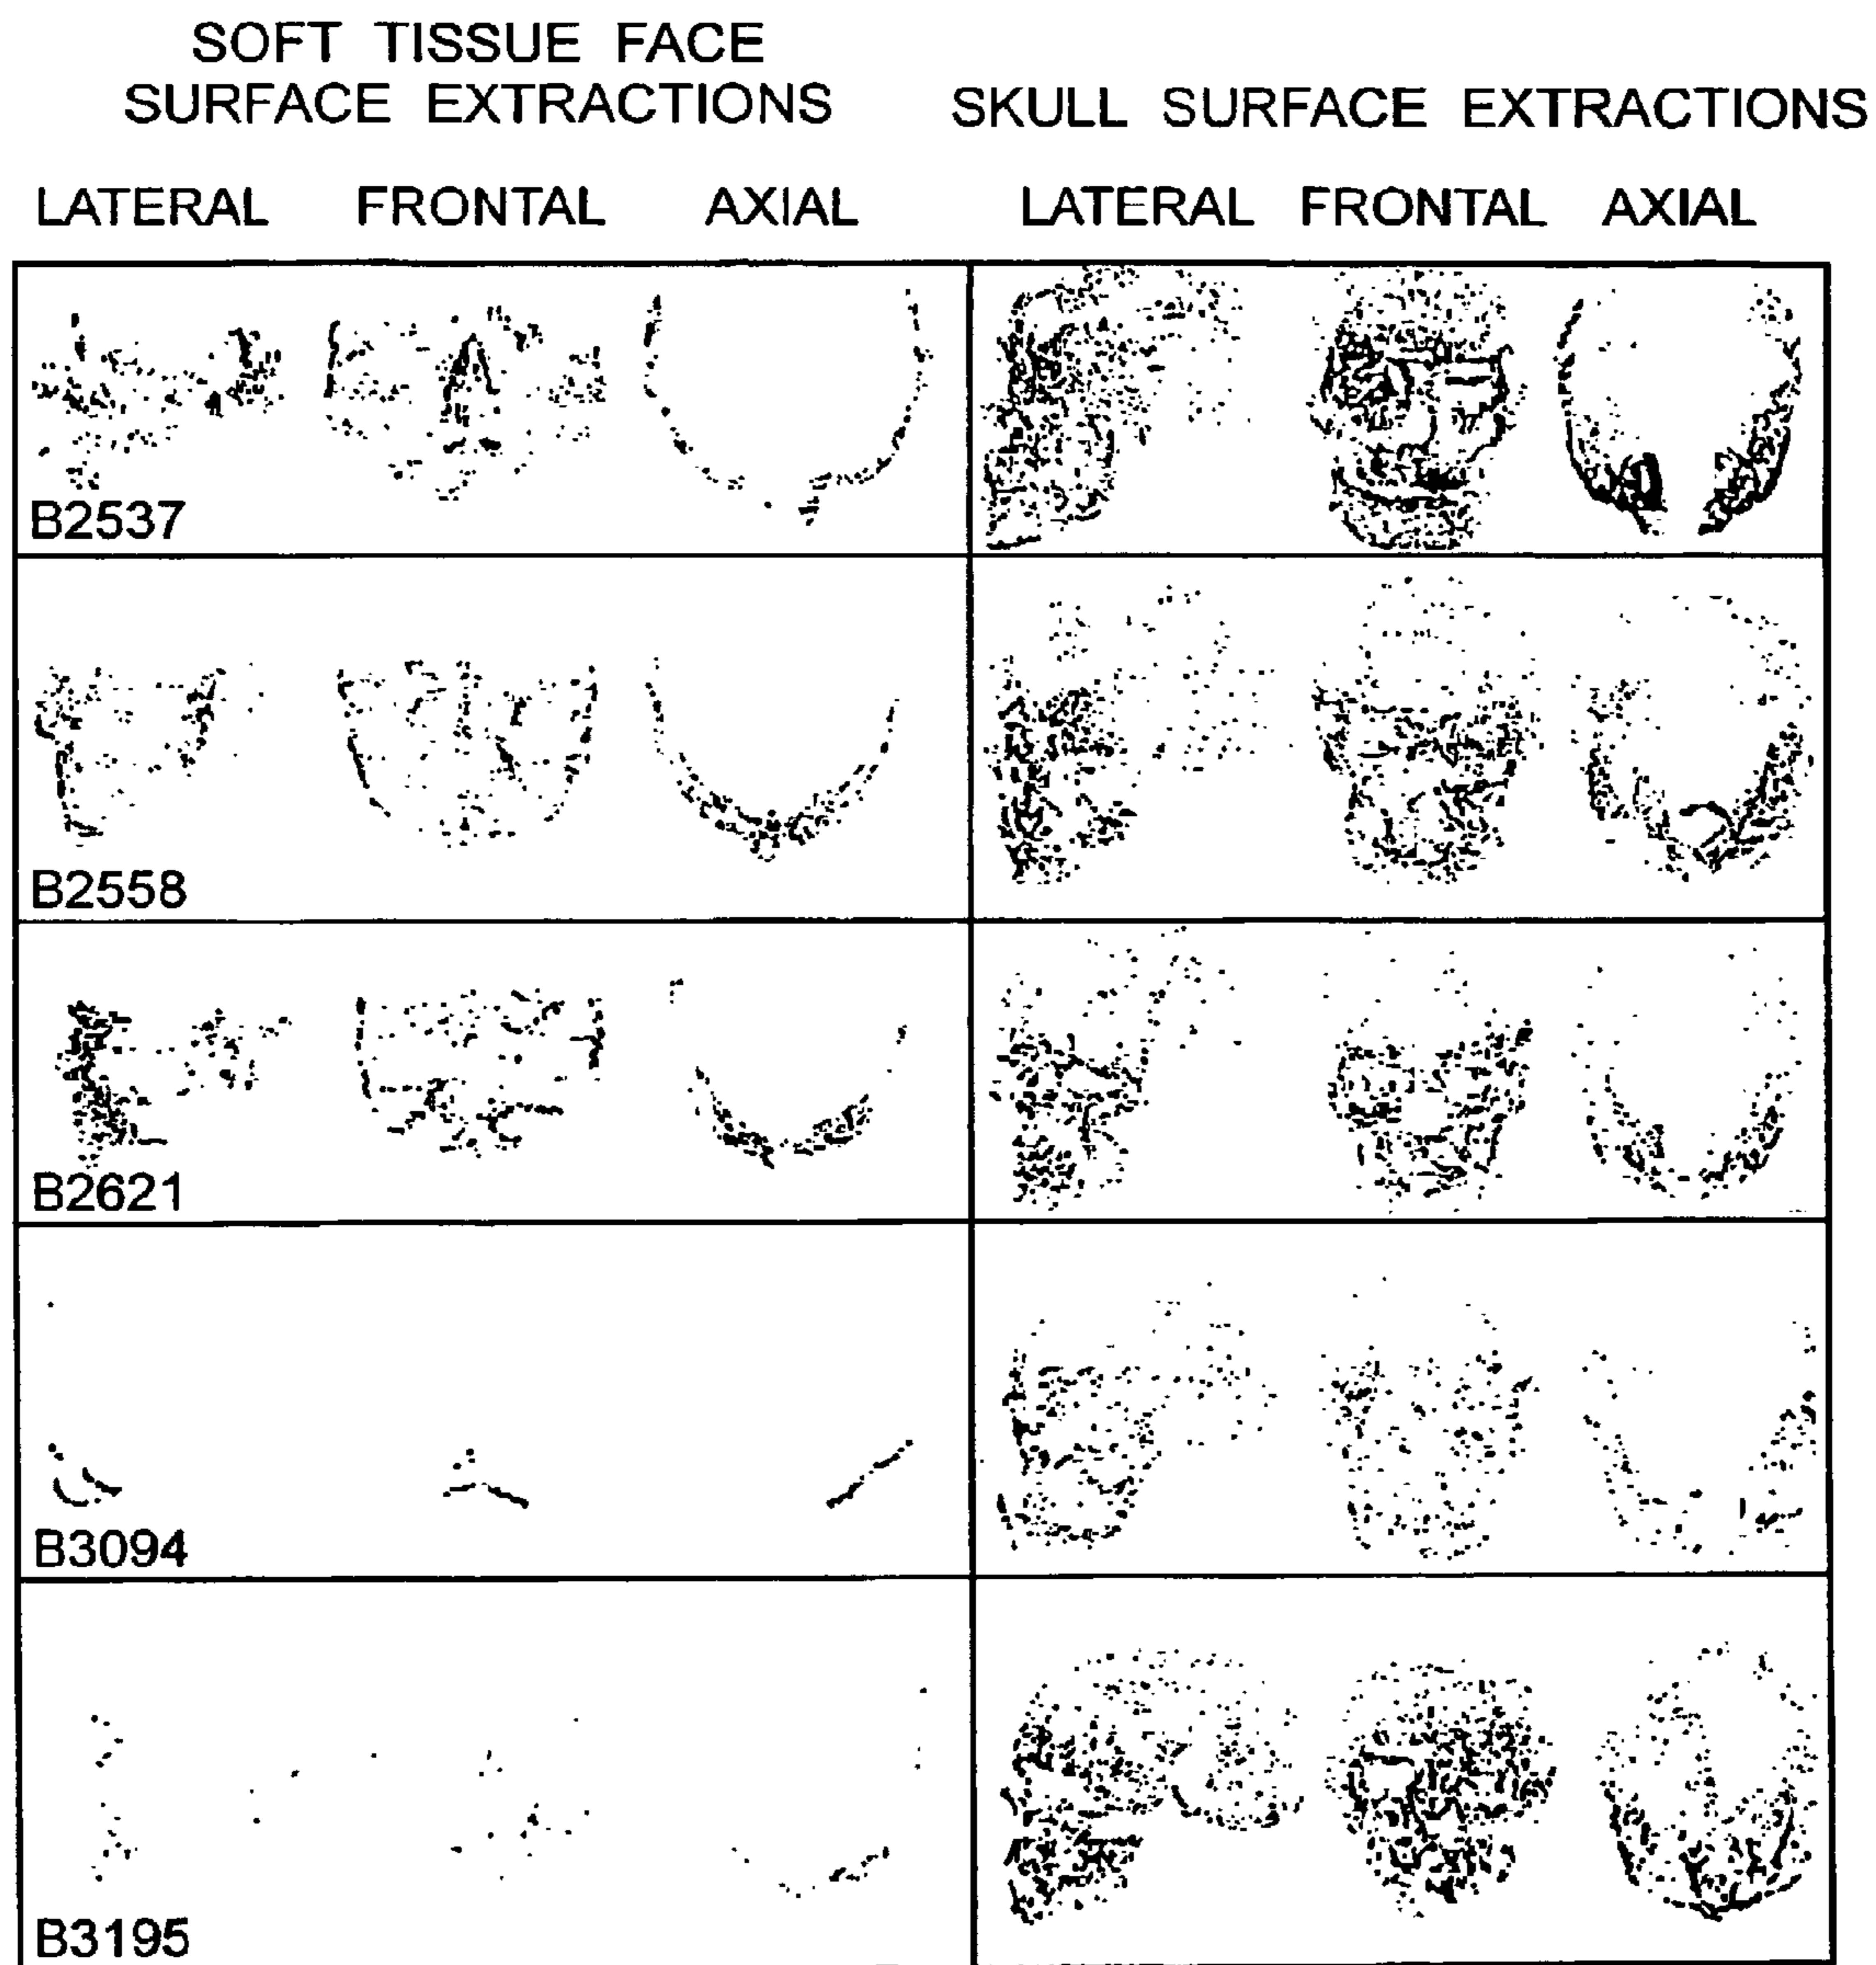 SOFT TISSUE FACE
SURFACE EXTRACTIONS
SKULL SURFACE EXTRACTIONS
LATERAL FRONTAL AXIAL LATERAL FRONTAL AXIAL
B2537
B2558
B2621
B3094
B3195